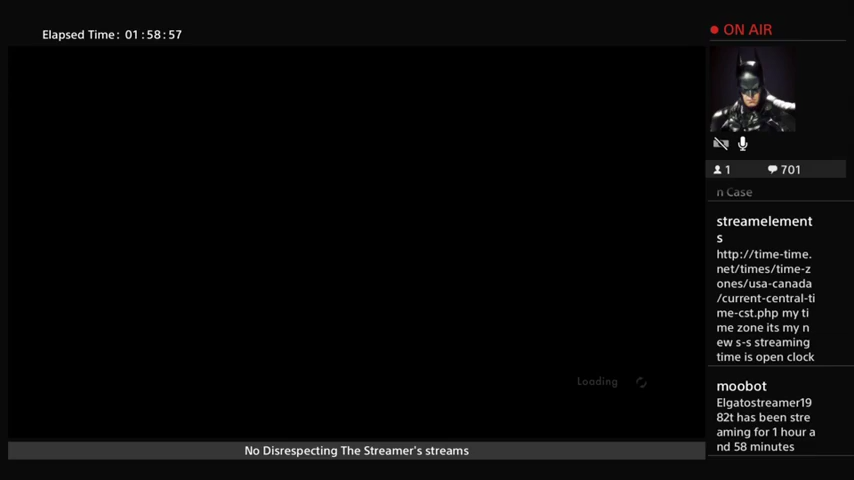 Elapsed Time: 01:58:57
ON AIR
1 701
n Case
streamelement
s
http://time-time.
net/times/time-z
ones/usa-canada
/current-central-ti
me-cst.php my ti
me zone its my n
ew s-s streaming
time is open clock
Loading
moobot
Elgatostreamer19
82t has been stre
aming for 1 hour a
nd 58 minutes
No Disrespecting The Streamer's streams